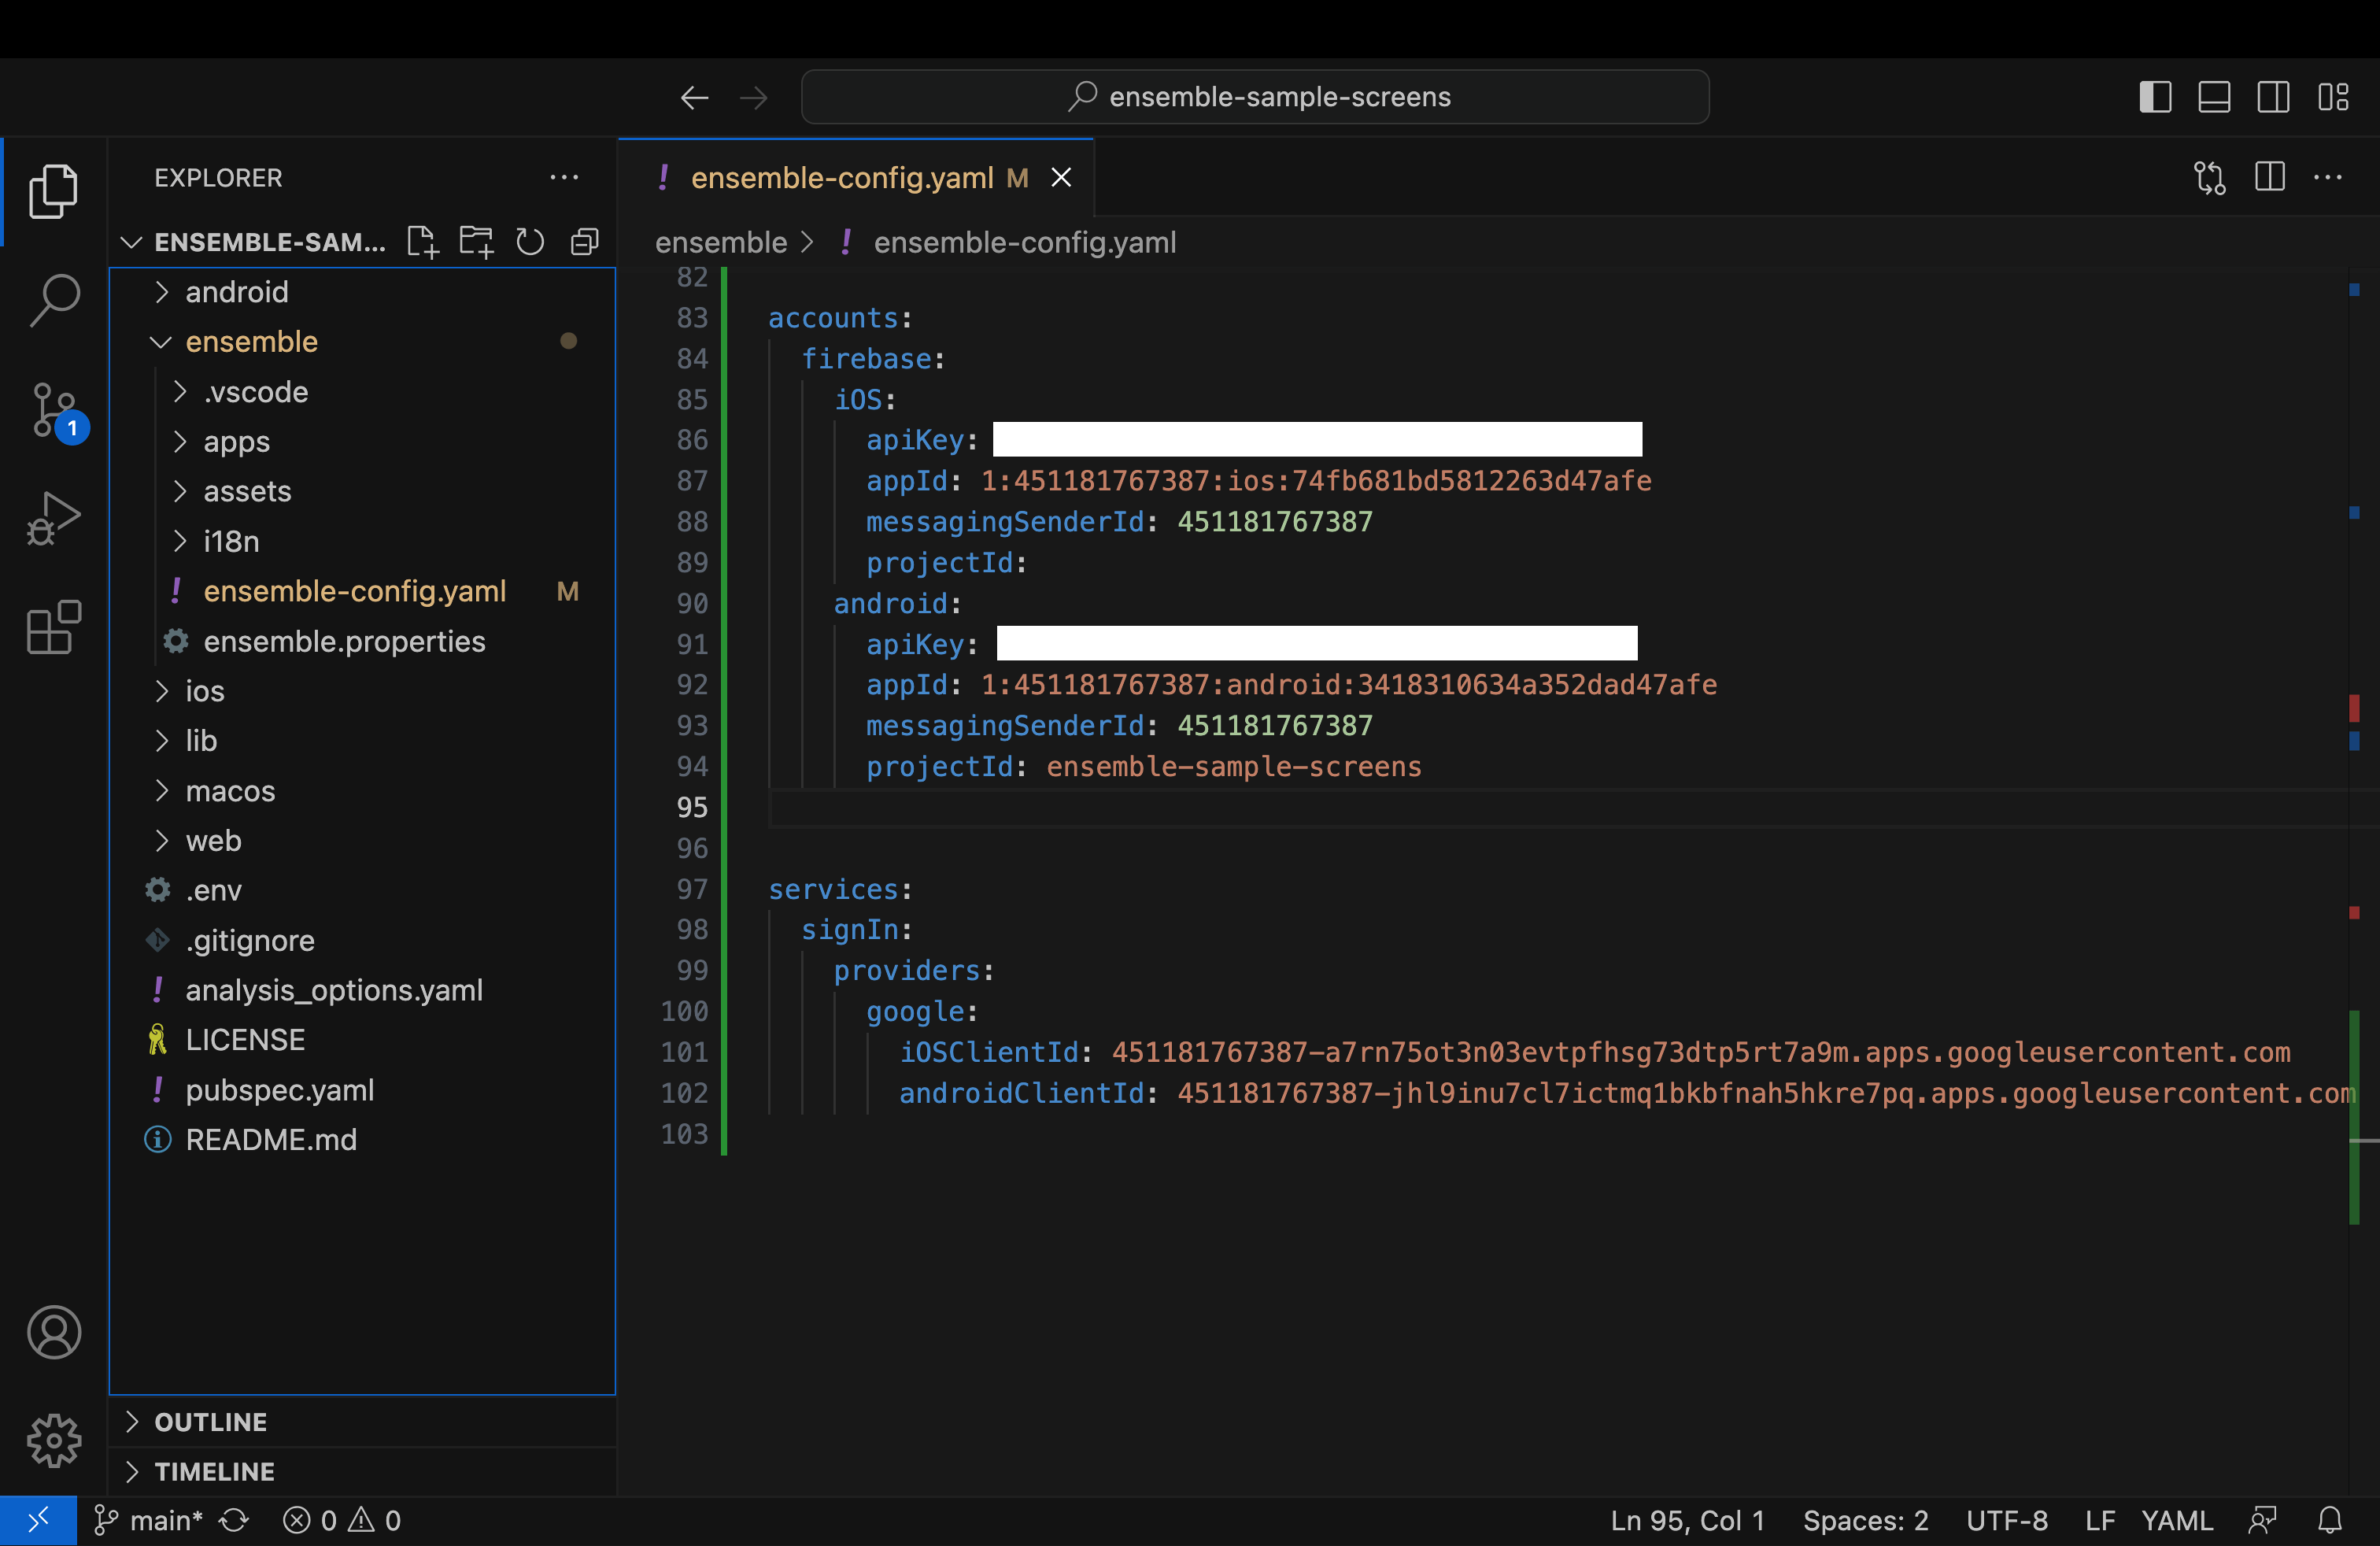 ensemble-sample-screens
EXPLORER
ENSEMBLE-SAM...
android
ensemble
.vscode
apps
assets
i18n
ensemble-config.yaml M
ensemble.properties
ios
lib
macos
web
.env
.gitignore
analysis_options.yaml
LICENSE
pubspec.yaml
README.md
OUTLINE
TIMELINE
1
! ensemble-config.yaml M
ensemble > ! ensemble-config.yaml
82
83 accounts:
84 firebase:
85 iOS:
86 apiKey:
87 appId: 1:451181767387:ios:74fb681bd5812263d47afe
88 messagingSenderId: 451181767387
89 projectId:
90 android:
91 apiKey:
92 appId: 1:451181767387:android:3418310634a352dad47afe
93 messagingSenderId: 451181767387
94 projectId: ensemble-sample-screens
95
96
97 services:
98 signIn:
99 providers:
100 google:
101 iOSClientId: 451181767387-a7rn75ot3n03evtpfhsg73dtp5rt7a9m.apps.googleusercontent.com
102 androidClientId: 451181767387-jhl9inu7cl7ictmq1bkbfnah5hkre7pq.apps.googleusercontent.com
103
main* 0 0 Ln 95, Col 1 Spaces: 2 UTF-8 LF YAML